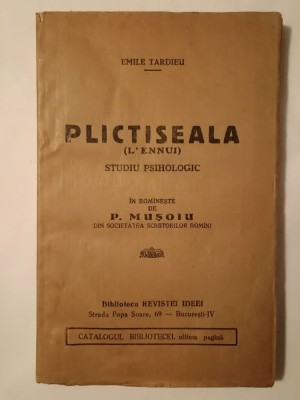 EMILE TARDIEU
PLICTISEALA
(L'ENNUI)
STUDIU PSIHOLOGIC
ÎN ROMÎNEȘTE
DE
P. MUȘOIU
DIN SOCIETATEA SCRIITORILOR ROMÎNI
Biblioteca REVISTEI IDEEI
Strada Popa Soare, 69 — București-IV
CATALOGUL BIBLIOTECEI, ultima pagină